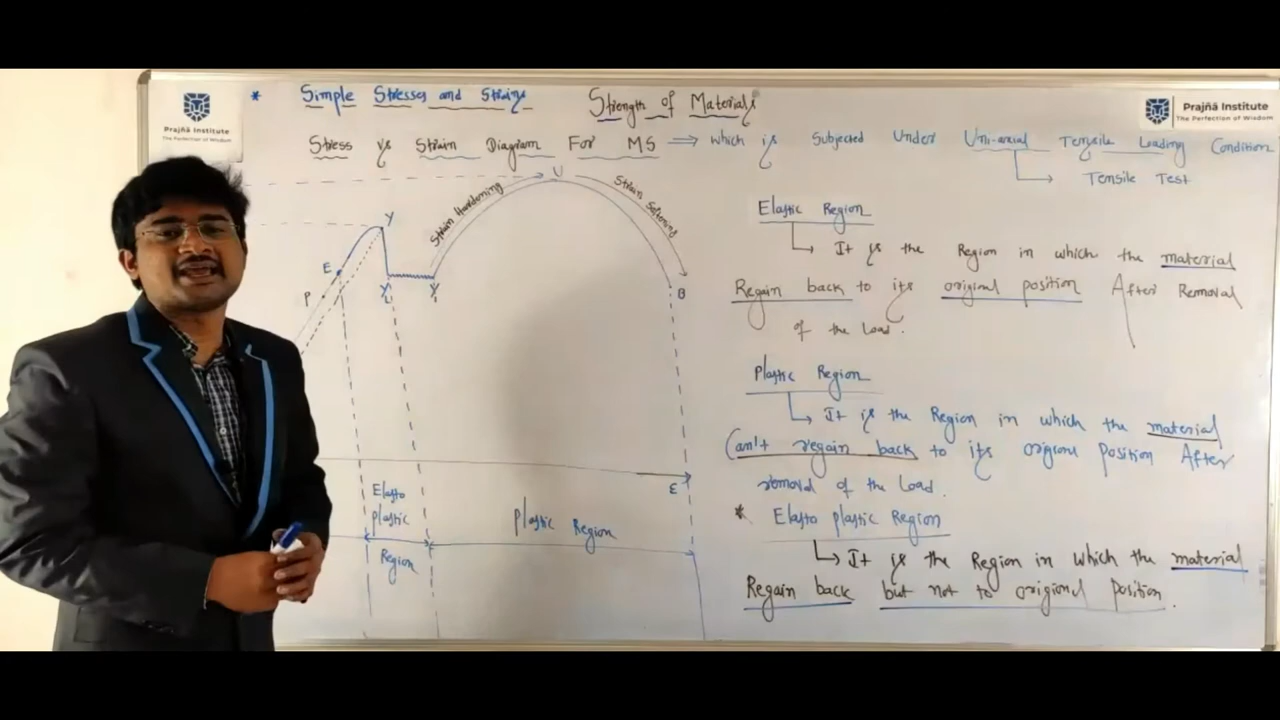 Prajñā Institute
The Perfection of Wisdom
Prajñā Institute
The Perfection of Wisdom
* Simple Stresses and Strains
Strength of Materials
Stress vs Strain Diagram For MS ⇒ which is Subjected Under Uni-axial Tensile Loading Condition
Tensile Test
Strain Hardening
U
Strain Softening
Y
E
P
Y
Y
B
ε
Elasto
plastic
Region
Plastic Region
Elastic Region
It is the Region in which the material
Regain back to its original position After Removal
of the Load.
Plastic Region
It is the Region in which the material
Can't regain back to its origional position After
removal of the Load.
* Elasto plastic Region
It is the Region in which the material
Regain back but not to origional position.